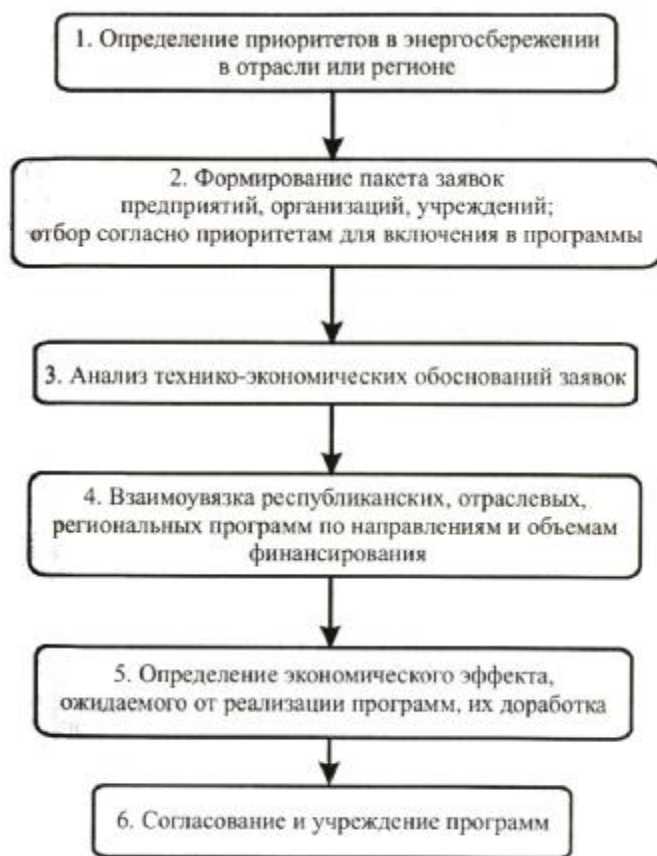 1. Определение приоритетов в энергосбережении
в отрасли или регионе
2. Формирование пакета заявок
предприятий, организаций, учреждений;
отбор согласно приоритетам для включения в программы
3. Анализ технико-экономических обоснований заявок
4. Взаимоувязка республиканских, отраслевых,
региональных программ по направлениям и объемам
финансирования
5. Определение экономического эффекта,
ожидаемого от реализации программ, их доработка
6. Согласование и учреждение программ